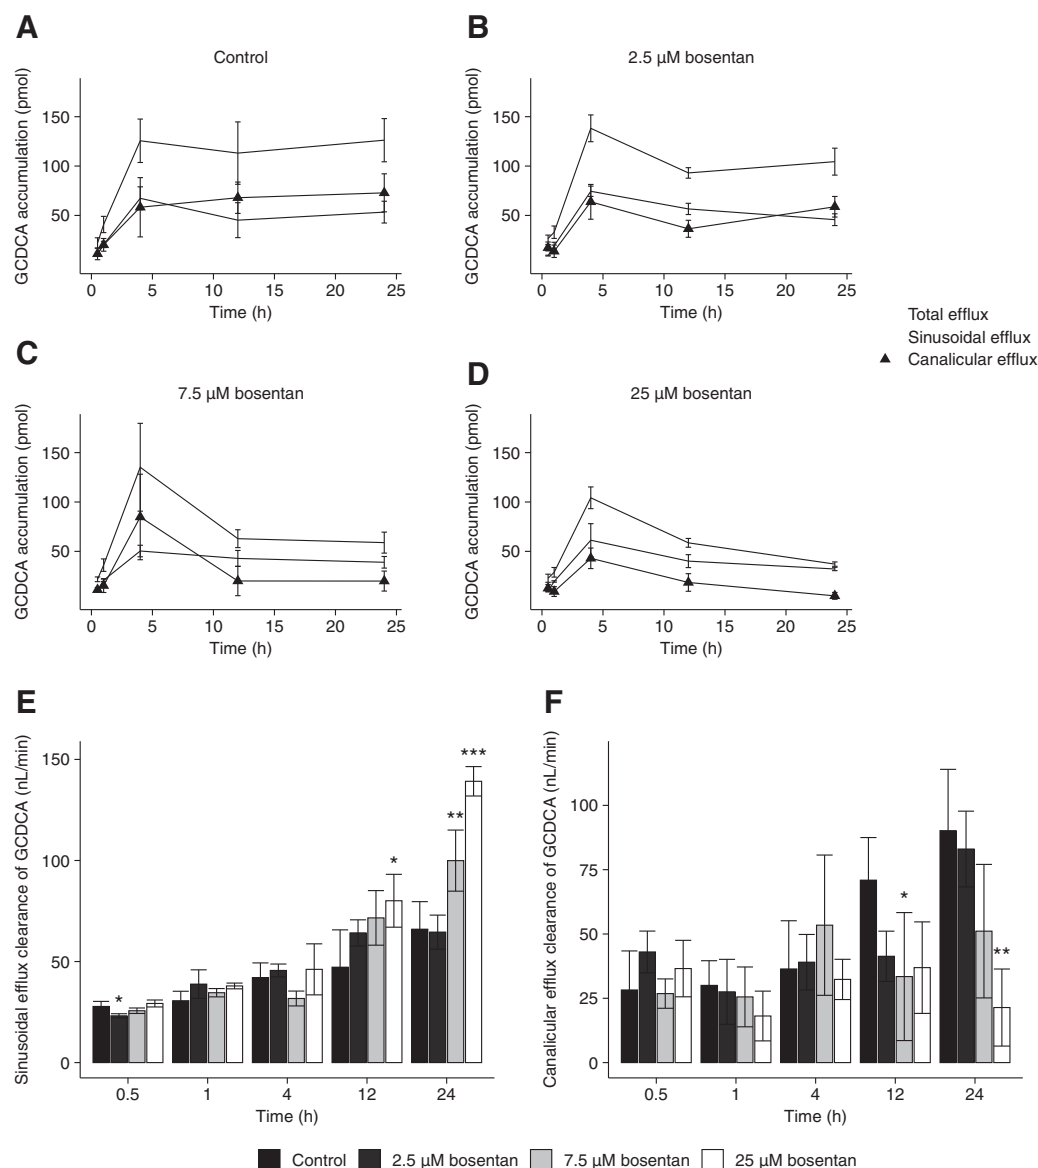 A
Control
GCDCA accumulation (pmol)
150
100
50
0 5 10 15 20 25
Time (h)
B
2.5 µM bosentan
GCDCA accumulation (pmol)
150
100
50
0 5 10 15 20 25
Time (h)
Total efflux
Sinusoidal efflux
Canalicular efflux
C
7.5 µM bosentan
GCDCA accumulation (pmol)
150
100
50
0 5 10 15 20 25
Time (h)
D
25 µM bosentan
GCDCA accumulation (pmol)
150
100
50
0 5 10 15 20 25
Time (h)
E
Sinusoidal efflux clearance of GCDCA (nL/min)
150
100
50
0
*
*
**
***
0.5 1 4 12 24
Time (h)
F
Canalicular efflux clearance of GCDCA (nL/min)
100
75
50
25
0
*
**
0.5 1 4 12 24
Time (h)
Control 2.5 µM bosentan 7.5 µM bosentan 25 µM bosentan